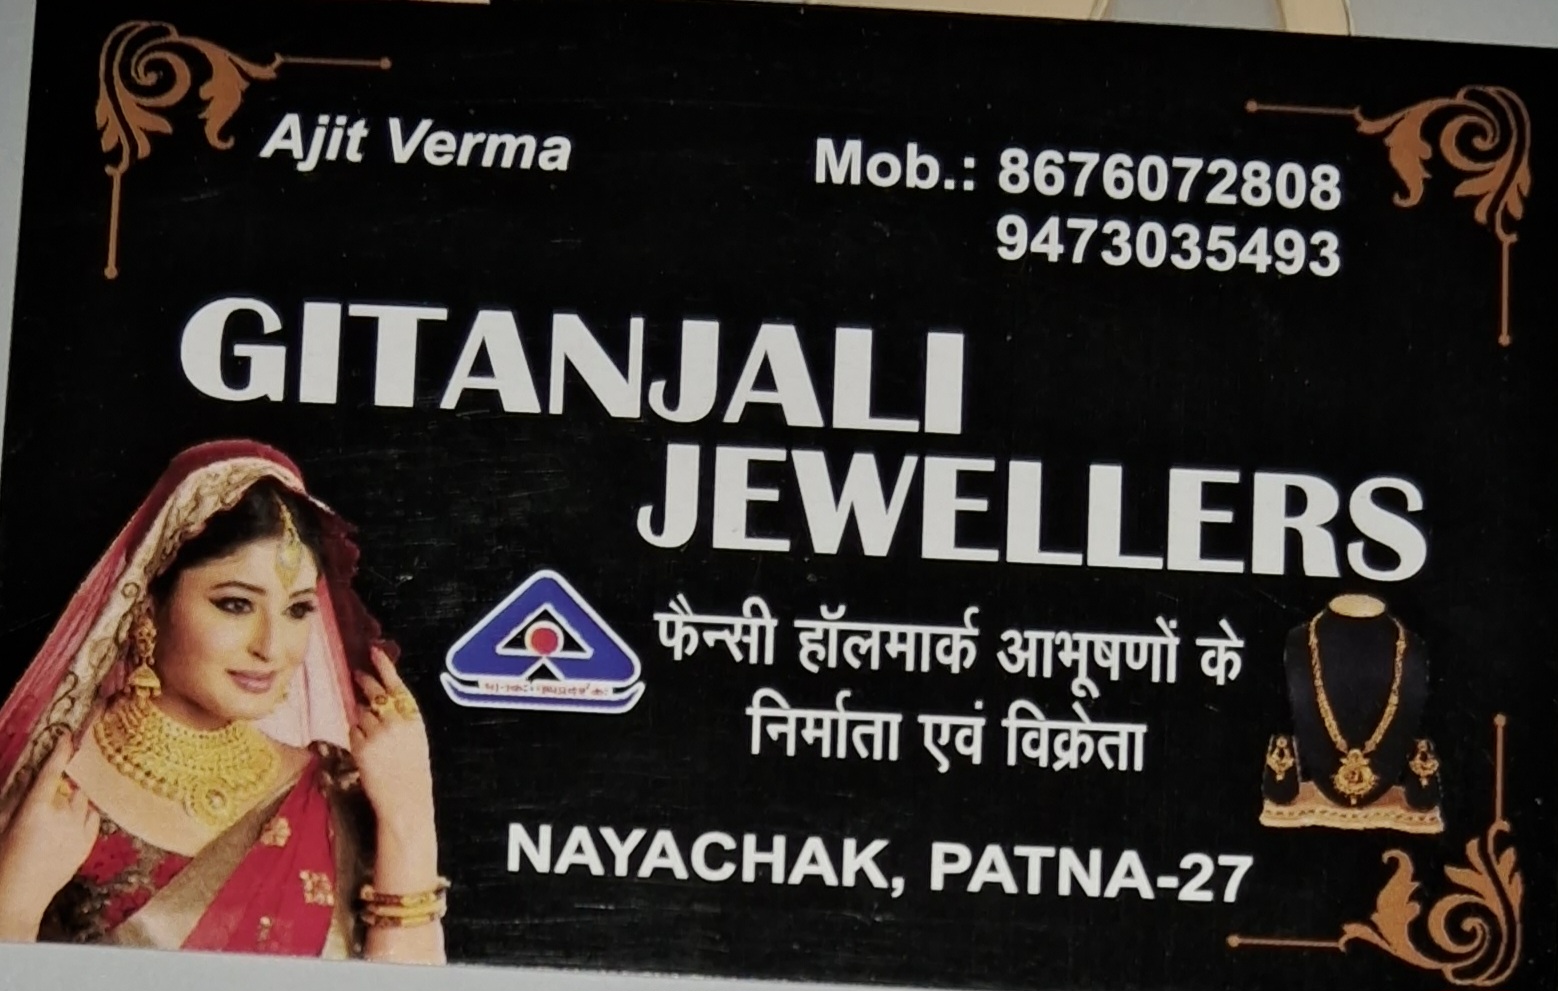 Ajit Verma
Mob.: 8676072808
9473035493
GITANJALI
JEWELLERS
फैन्सी हॉलमार्क आभूषणों के
निर्माता एवं विक्रेता
NAYACHAK, PATNA-27